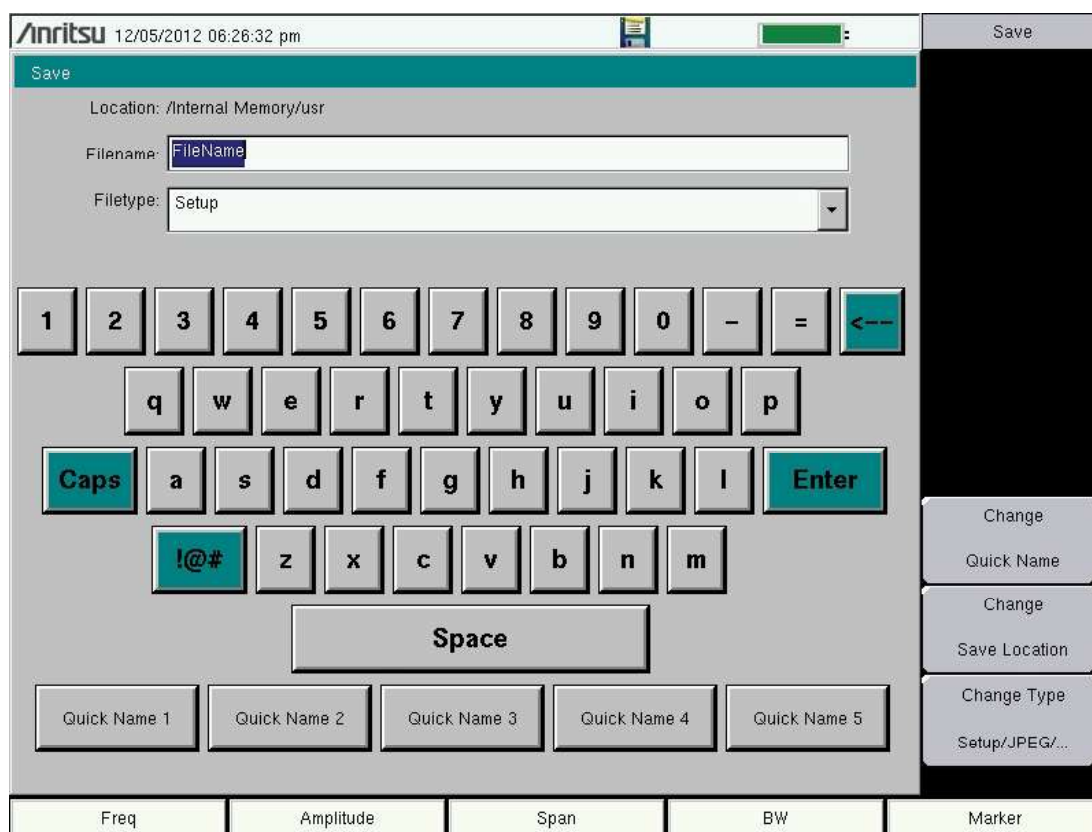 Anritsu 12/05/2012 06:26:32 pm
Save
Save
Location: /Internal Memory/usr
Filename: FileName
Filetype: Setup
1 2 3 4 5 6 7 8 9 0 - = <--
q w e r t y u i o p
Caps a s d f g h j k l Enter
!@# z x c v b n m
Space
Quick Name 1 Quick Name 2 Quick Name 3 Quick Name 4 Quick Name 5
Change
Quick Name
Change
Save Location
Change Type
Setup/JPEG/...
Freq Amplitude Span BW Marker